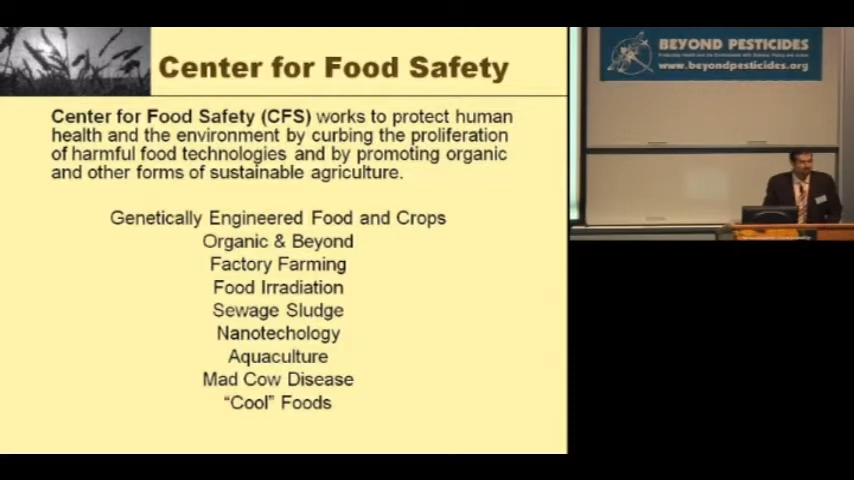 Center for Food Safety
Center for Food Safety (CFS) works to protect human
health and the environment by curbing the proliferation
of harmful food technologies and by promoting organic
and other forms of sustainable agriculture.
Genetically Engineered Food and Crops
Organic & Beyond
Factory Farming
Food Irradiation
Sewage Sludge
Nanotechology
Aquaculture
Mad Cow Disease
“Cool” Foods
BEYOND PESTICIDES
www.beyondpesticides.org